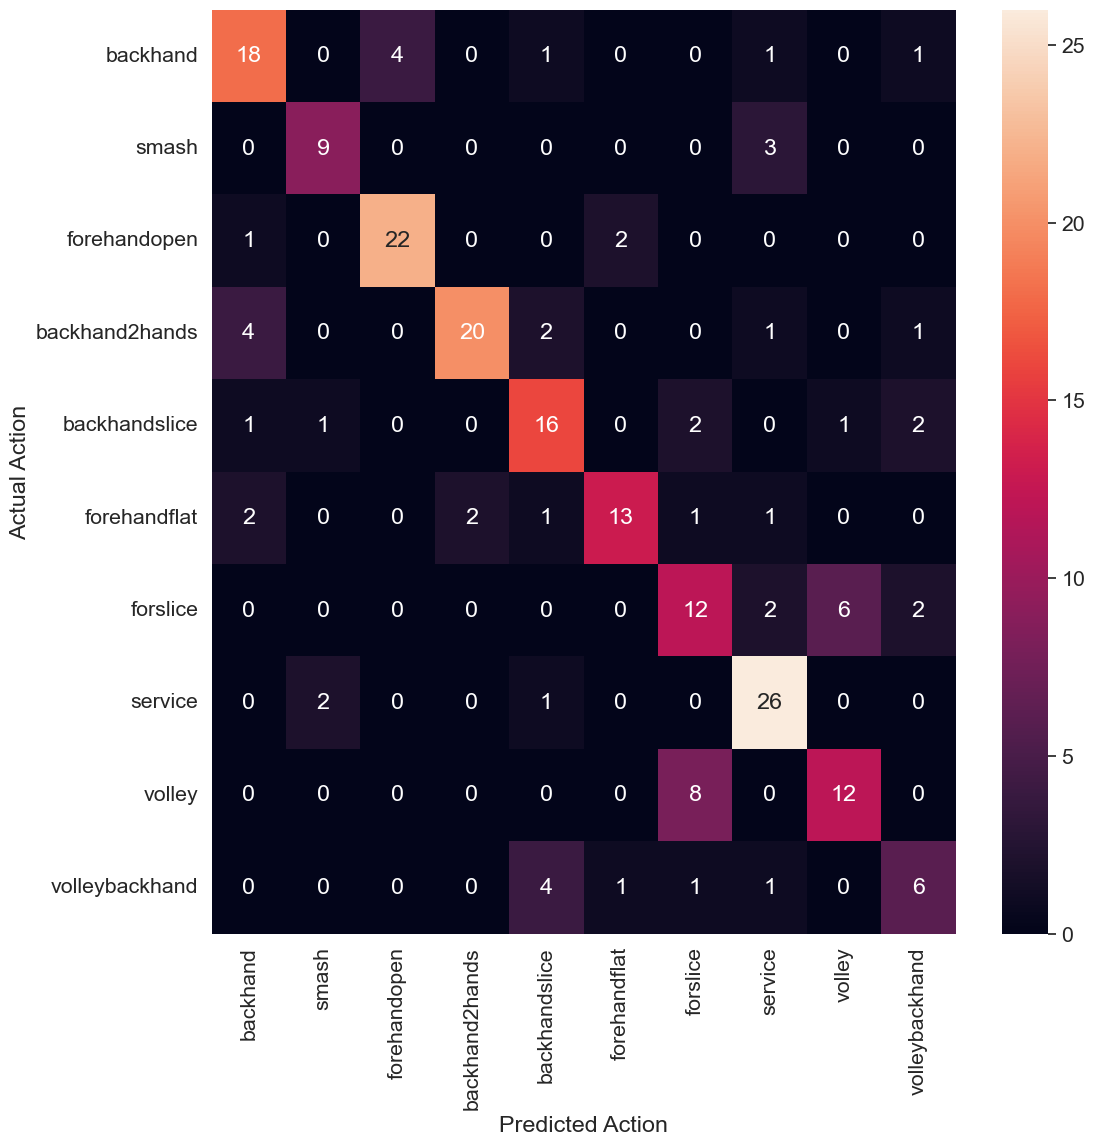 backhand 18 0 4 0 1 0 0 1 0 1
smash 0 9 0 0 0 0 0 3 0 0
forehandopen 1 0 22 0 0 2 0 0 0 0
backhand2hands 4 0 0 20 2 0 0 1 0 1
backhandslice 1 1 0 0 16 0 2 0 1 2
forehandflat 2 0 0 2 1 13 1 1 0 0
forslice 0 0 0 0 0 0 12 2 6 2
service 0 2 0 0 1 0 0 26 0 0
volley 0 0 0 0 0 0 8 0 12 0
volleybackhand 0 0 0 0 4 1 1 1 0 6
Actual Action
backhand
smash
forehandopen
backhand2hands
backhandslice
forehandflat
forslice
service
volley
volleybackhand
Predicted Action
25
20
15
10
5
0